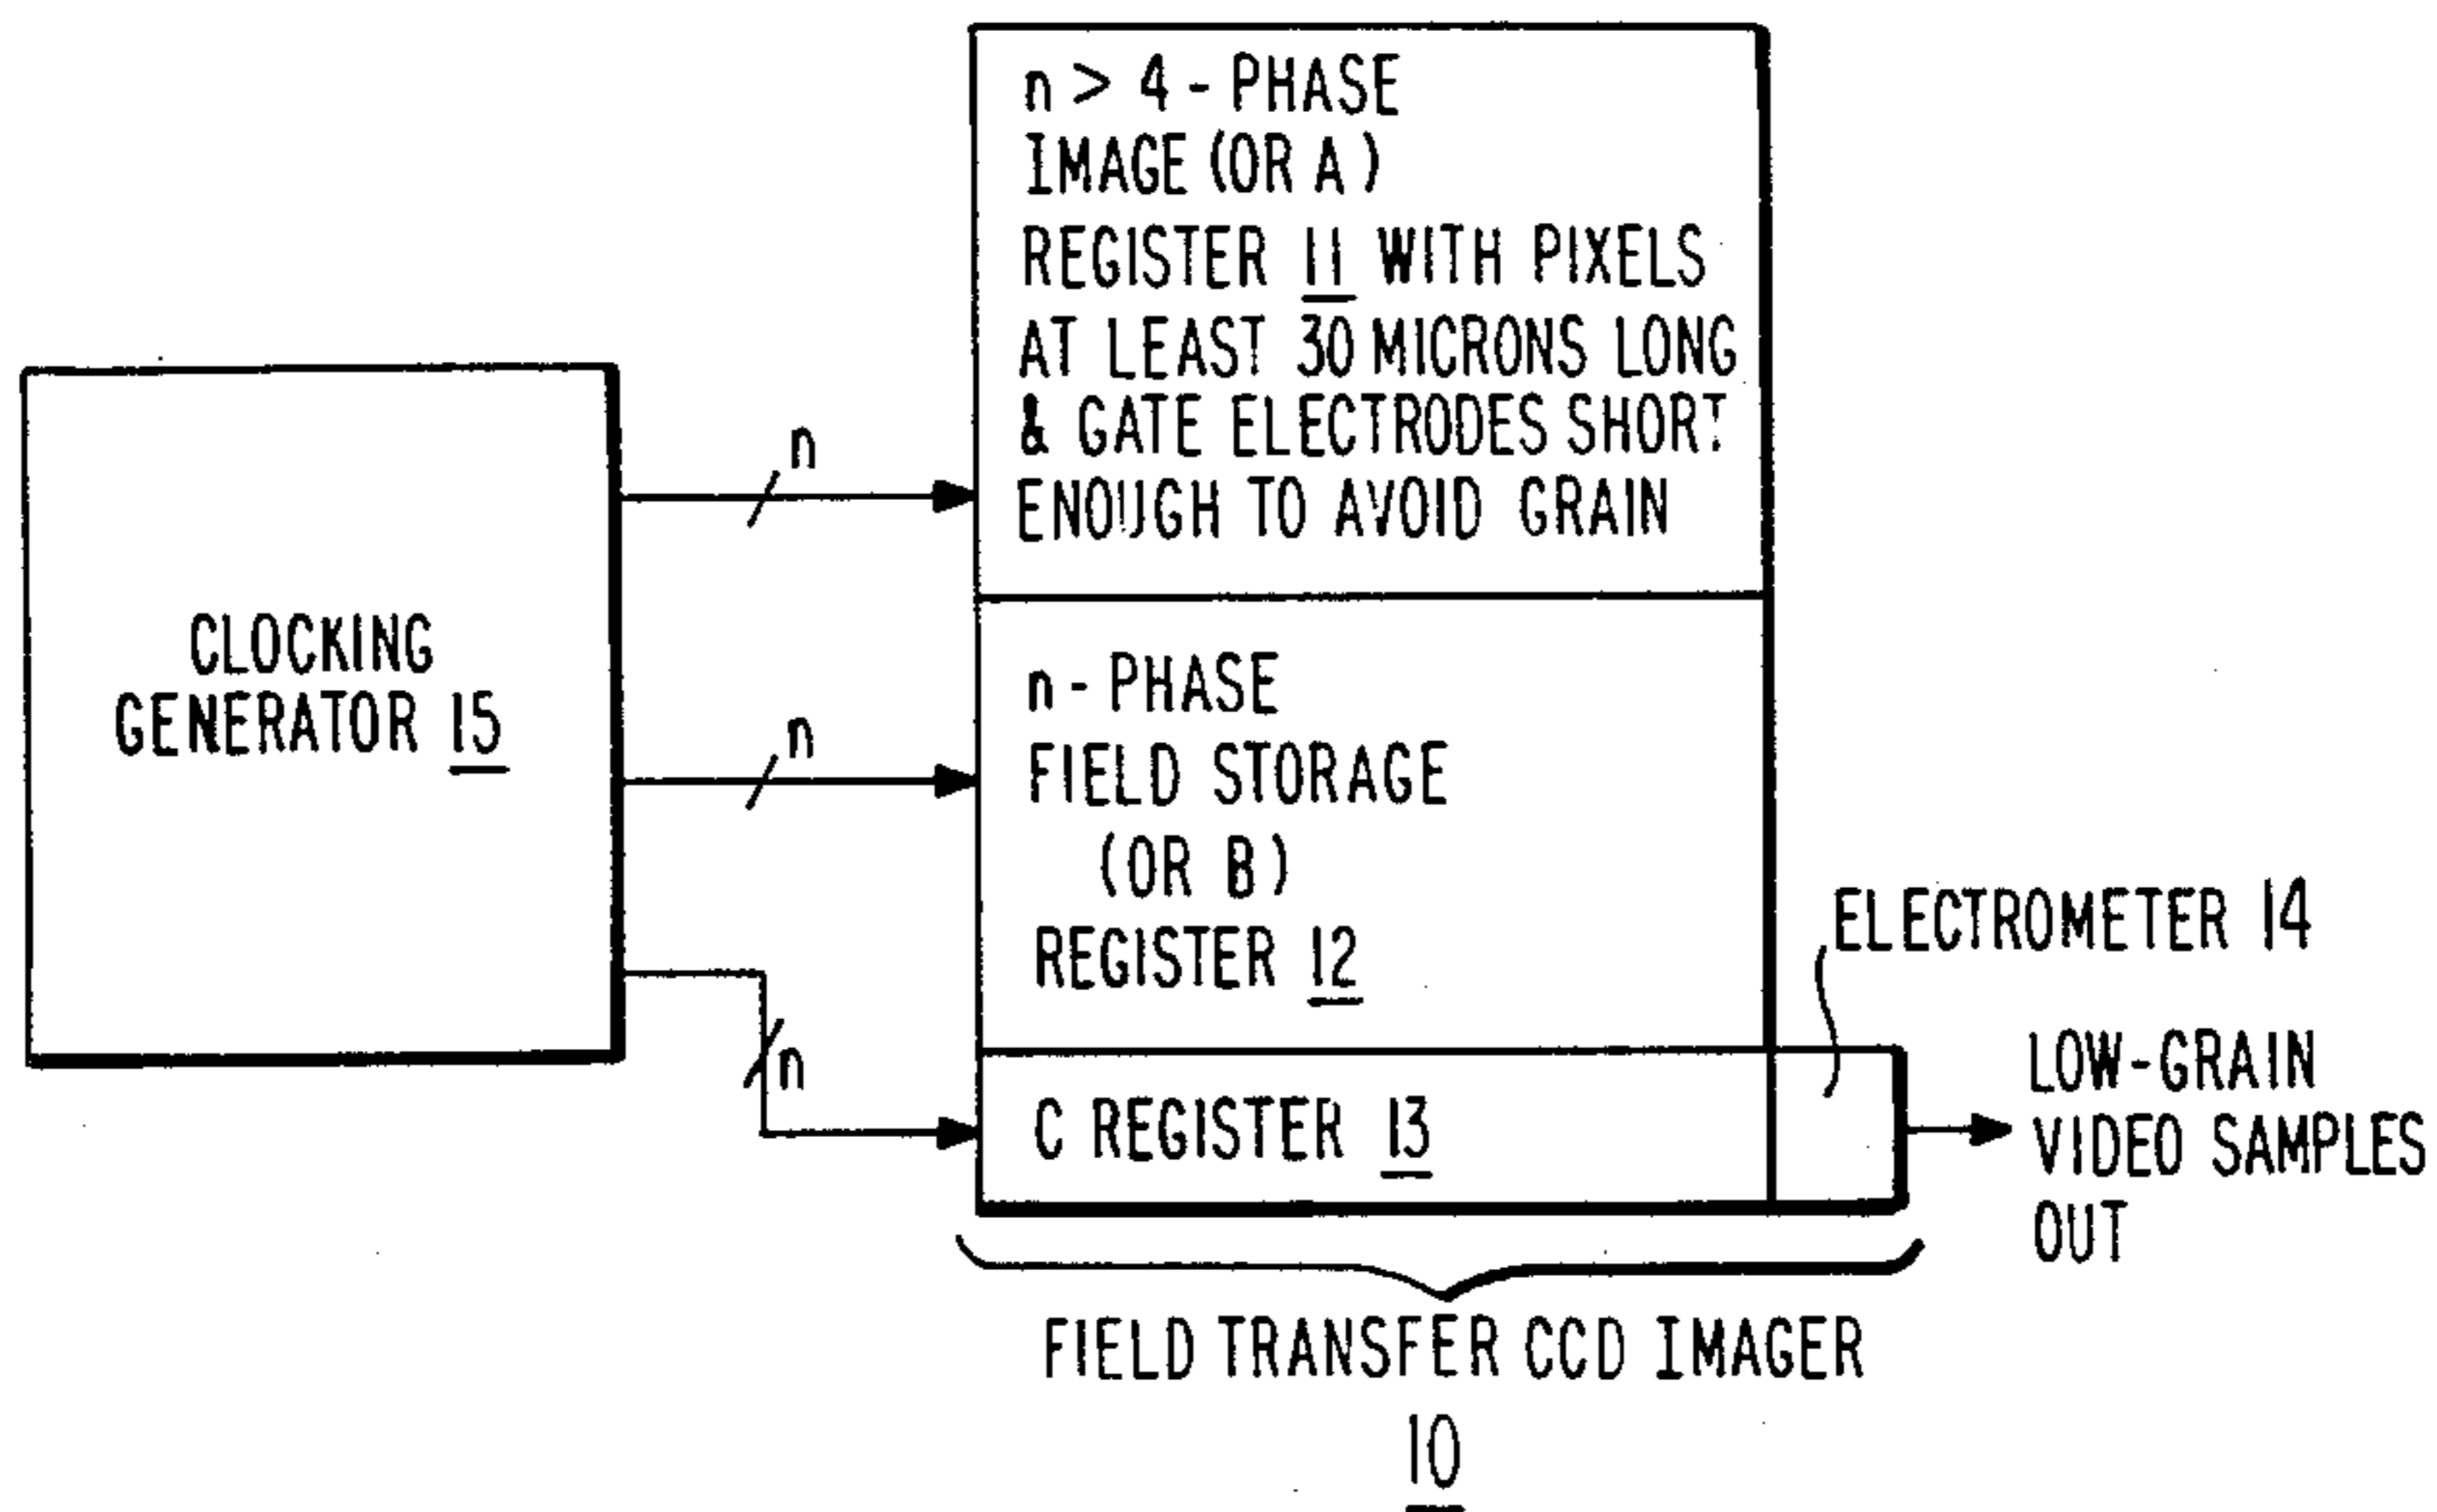 n > 4 - PHASE
IMAGE (OR A)
REGISTER 11 WITH PIXELS
AT LEAST 30 MICRONS LONG
& GATE ELECTRODES SHORT
ENOUGH TO AVOID GRAIN
CLOCKING
GENERATOR 15
n
n
n
n - PHASE
FIELD STORAGE
(OR B)
REGISTER 12
C REGISTER 13
ELECTROMETER 14
LOW-GRAIN
VIDEO SAMPLES
OUT
FIELD TRANSFER CCD IMAGER
10